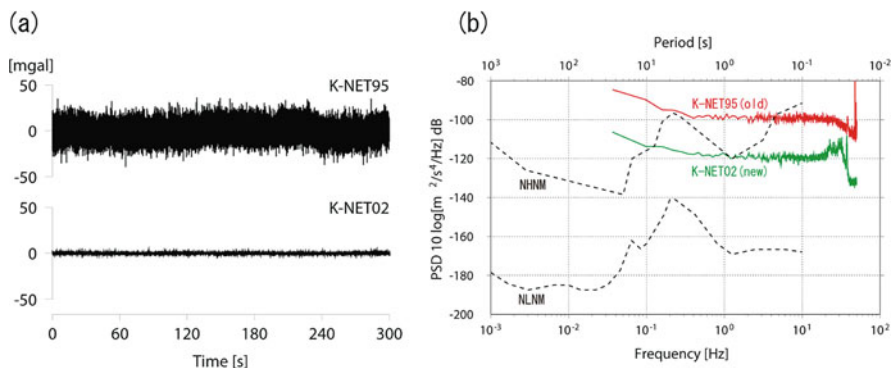 (a)
[mgal]
K-NET95
50
0
-50
K-NET02
50
0
-50
0 60 120 180 240 300
Time [s]
(b)
Period [s]
10³ 10² 10¹ 10⁰ 10⁻¹ 10⁻²
PSD 10 log[m ²/s⁴/Hz] dB
-80
-100
-120
-140
-160
-180
-200
K-NET95 (old)
K-NET02 (new)
NHNM
NLNM
10⁻³ 10⁻² 10⁻¹ 10⁰ 10¹ 10²
Frequency [Hz]